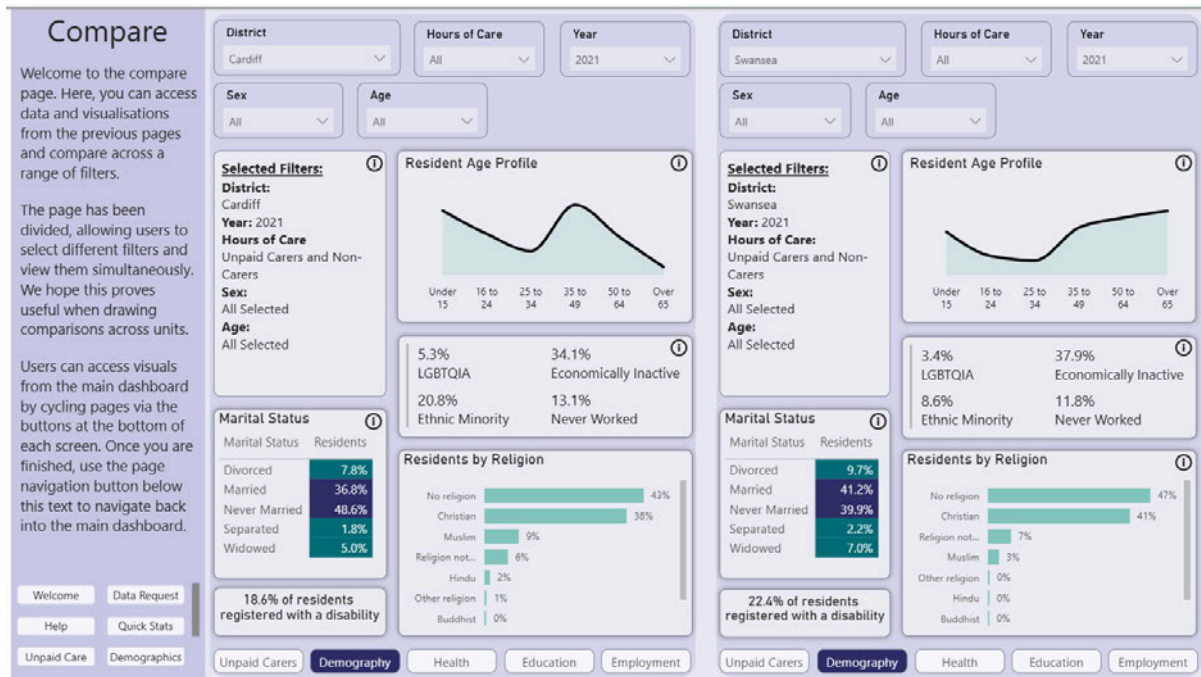 Compare
Welcome to the compare
page. Here, you can access
data and visualisations
from the previous pages
and compare across a
range of filters.
The page has been
divided, allowing users to
select different filters and
view them simultaneously.
We hope this proves
useful when drawing
comparisons across units.
Users can access visuals
from the main dashboard
by cycling pages via the
buttons at the bottom of
each screen. Once you are
finished, use the page
navigation button below
this text to navigate back
into the main dashboard.
Welcome Data Request
Help Quick Stats
Unpaid Care Demographics
District Hours of Care Year
Cardiff All 2021
Sex Age
All All
Selected Filters:
District:
Cardiff
Year: 2021
Hours of Care
Unpaid Carers and Non-
Carers
Sex:
All Selected
Age:
All Selected
Resident Age Profile
Under 16 to 25 to 35 to 50 to Over
15 24 34 49 64 65
5.3% 34.1%
LGBTQIA Economically Inactive
20.8% 13.1%
Ethnic Minority Never Worked
Marital Status
Marital Status Residents
Divorced 7.8%
Married 36.8%
Never Married 48.6%
Separated 1.8%
Widowed 5.0%
18.6% of residents
registered with a disability
Residents by Religion
No religion 43%
Christian 38%
Muslim 9%
Religion not... 6%
Hindu 2%
Other religion 1%
Buddhist 0%
Unpaid Carers Demography Health Education Employment
District Hours of Care Year
Swansea All 2021
Sex Age
All All
Selected Filters:
District:
Swansea
Year: 2021
Hours of Care:
Unpaid Carers and Non-
Carers
Sex:
All Selected
Age:
All Selected
Resident Age Profile
Under 16 to 25 to 35 to 50 to Over
15 24 34 49 64 65
3.4% 37.9%
LGBTQIA Economically Inactive
8.6% 11.8%
Ethnic Minority Never Worked
Marital Status
Marital Status Residents
Divorced 9.7%
Married 41.2%
Never Married 39.9%
Separated 2.2%
Widowed 7.0%
22.4% of residents
registered with a disability
Residents by Religion
No religion 47%
Christian 41%
Religion not... 7%
Muslim 3%
Other religion 0%
Hindu 0%
Buddhist 0%
Unpaid Carers Demography Health Education Employment